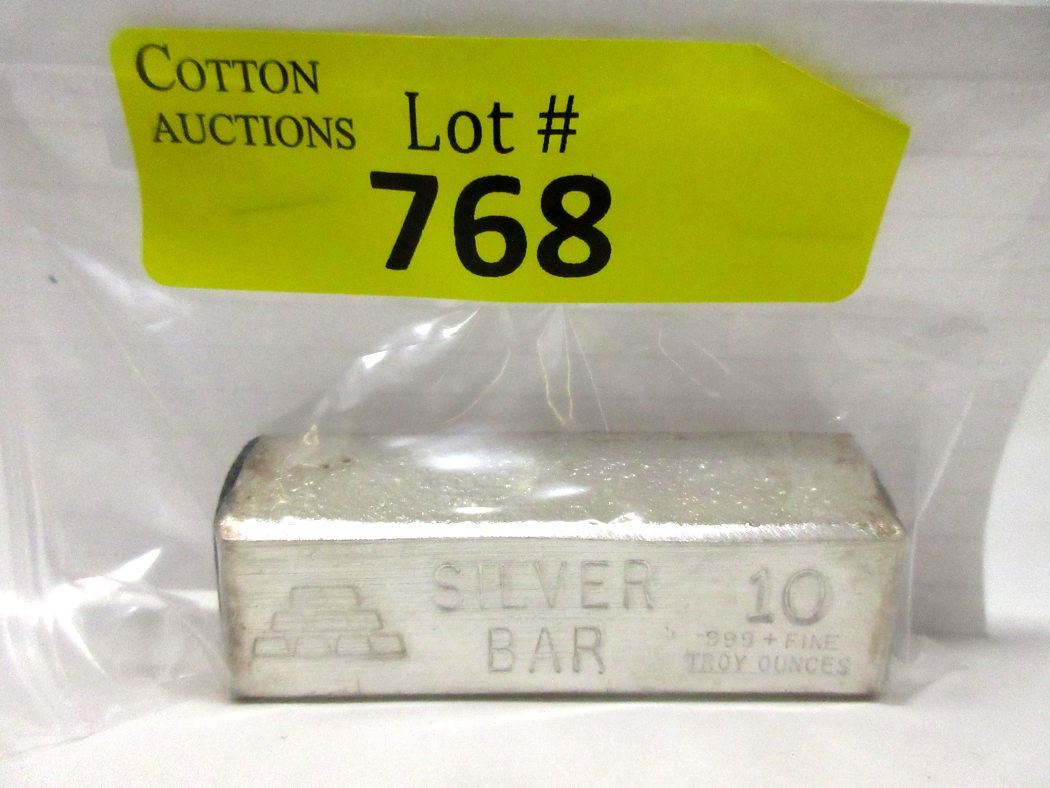 COTTON
AUCTIONS
Lot #
768
SILVER
BAR
10
999 + FINE
TROY OUNCES